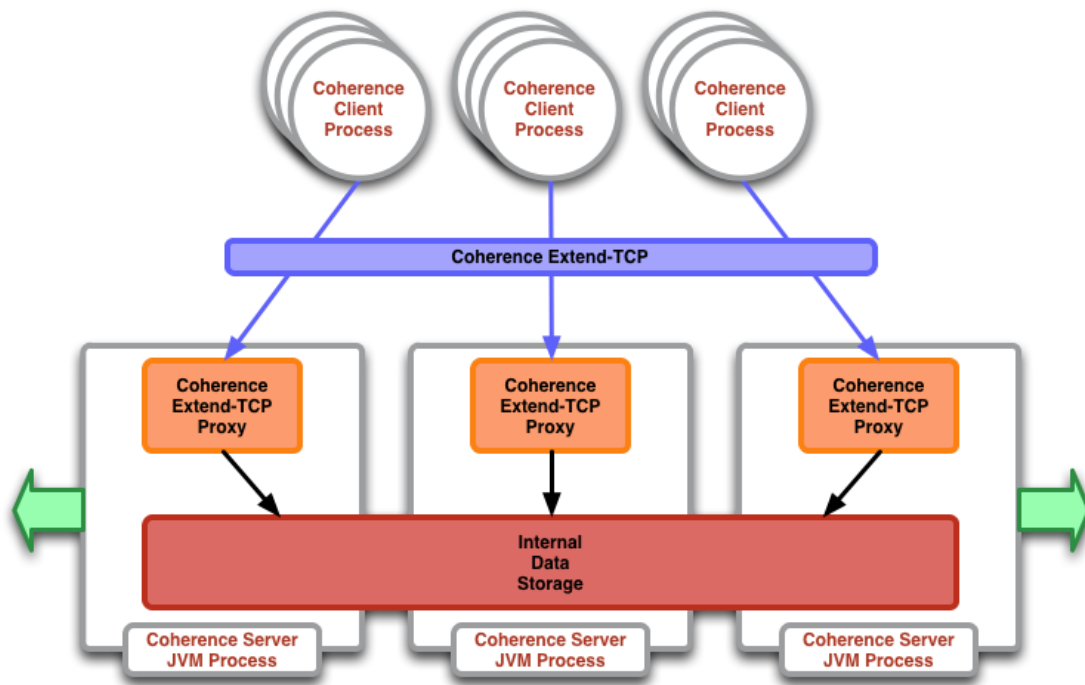 Coherence
Client
Process
Coherence
Client
Process
Coherence
Client
Process
Coherence Extend-TCP
Coherence
Extend-TCP
Proxy
Coherence
Extend-TCP
Proxy
Coherence
Extend-TCP
Proxy
Internal
Data
Storage
Coherence Server
JVM Process
Coherence Server
JVM Process
Coherence Server
JVM Process